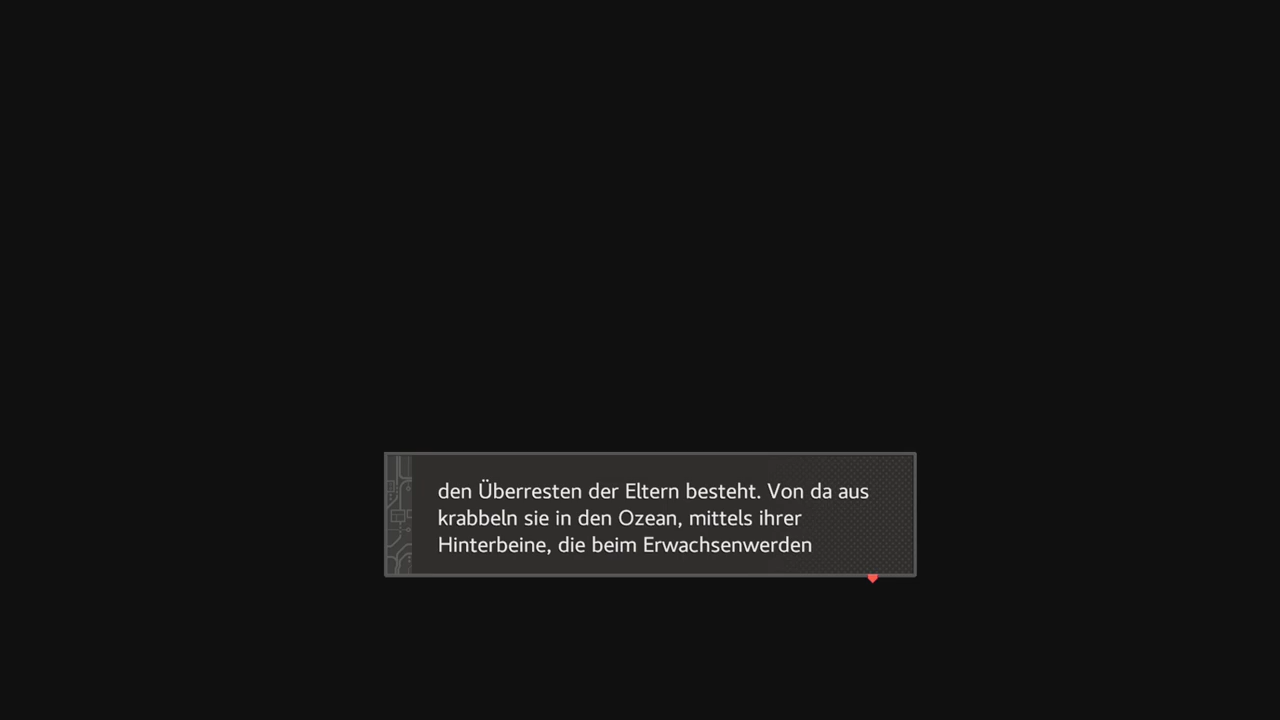 den Überresten der Eltern besteht. Von da aus
krabbeln sie in den Ozean, mittels ihrer
Hinterbeine, die beim Erwachsenwerden